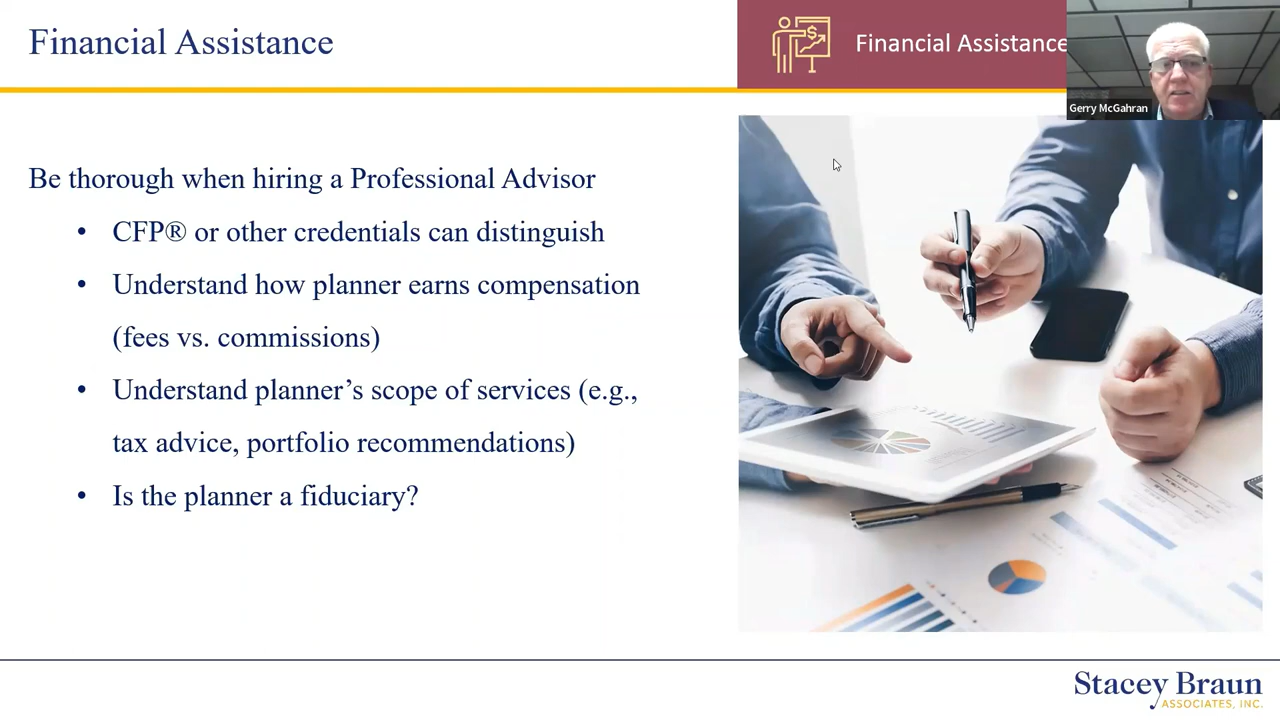 Financial Assistance
Financial Assistance
Gerry McGahran
Be thorough when hiring a Professional Advisor
• CFP® or other credentials can distinguish
• Understand how planner earns compensation
(fees vs. commissions)
• Understand planner’s scope of services (e.g.,
tax advice, portfolio recommendations)
• Is the planner a fiduciary?
Stacey Braun
ASSOCIATES, INC.